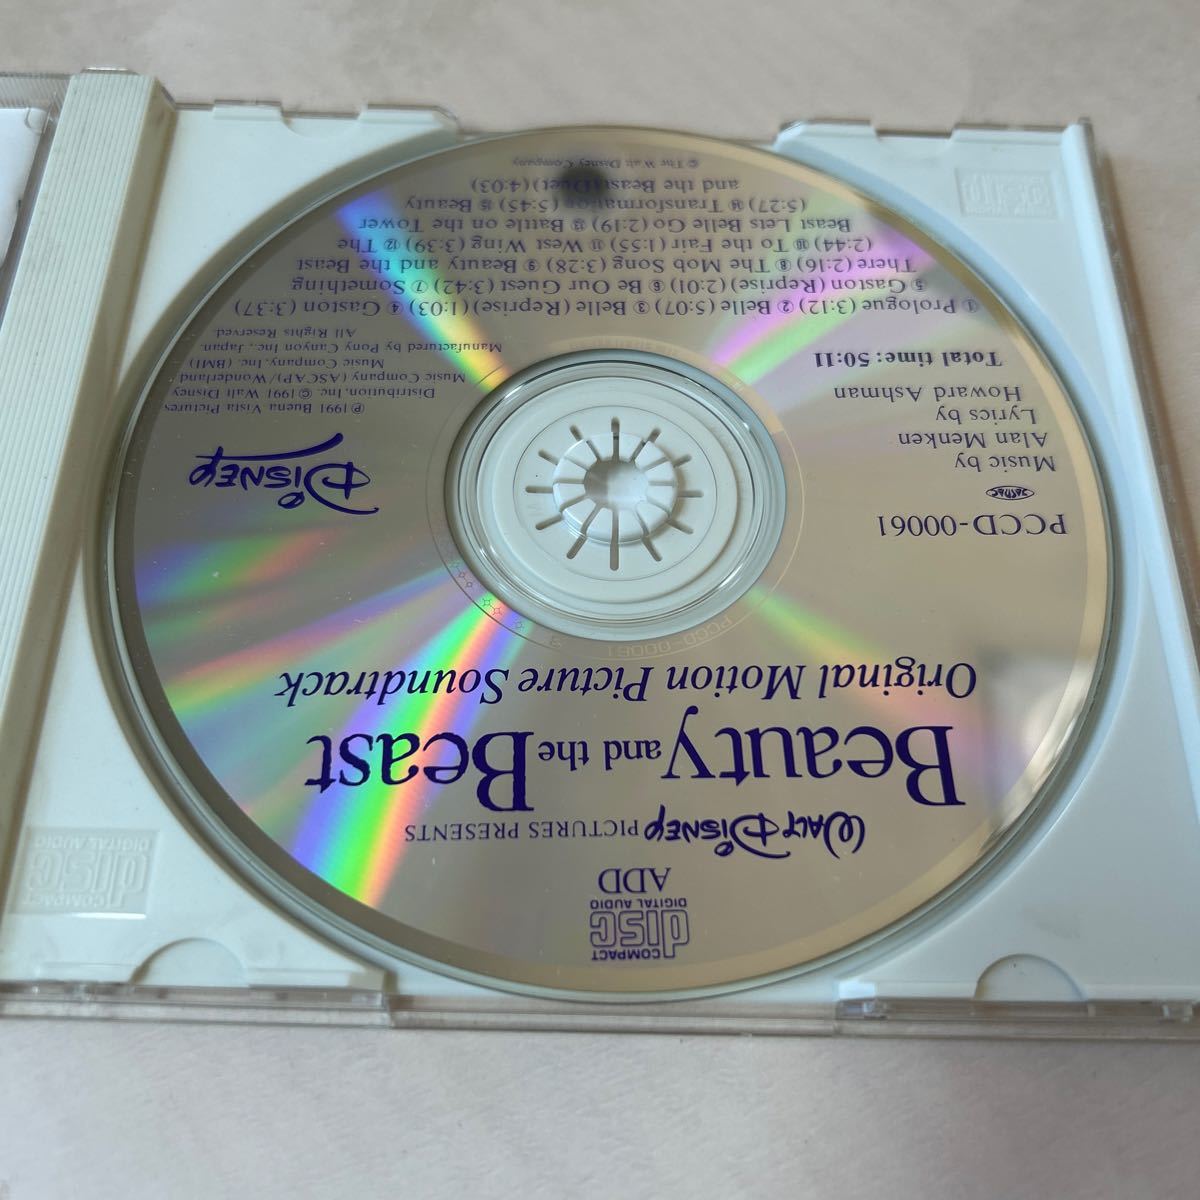 COMPACT
disc
DIGITAL AUDIO
ADD
WALT DISNEY PICTURES PRESENTS
Beauty and the Beast
Original Motion Picture Soundtrack
PCCD-00061
PCCD-00061
JASRAC
Music by
Alan Menken
Lyrics by
Howard Ashman
Total time: 50:11
DISNEY
℗ 1991 Buena Vista Pictures
Distribution, Inc. © 1991 Walt Disney
Music Company (ASCAP)/Wonderland
Music Company, Inc. (BMI)
Manufactured by Pony Canyon Inc., Japan.
All Rights Reserved.
① Prologue (3:12) ② Belle (5:07) ③ Belle (Reprise) (1:03) ④ Gaston (3:37)
⑤ Gaston (Reprise) (2:01) ⑥ Be Our Guest (3:42) ⑦ Something
There (2:16) ⑧ The Mob Song (3:28) ⑨ Beauty and the Beast
(2:44) ⑩ To the Fair (1:55) ⑪ West Wing (3:39) ⑫ The
Beast Lets Belle Go (2:19) ⑬ Battle on the Tower
(5:27) ⑭ Transformation (5:45) ⑮ Beauty
and the Beast (Duet) (4:03)
© The Walt Disney Company
COMPACT
disc
DIGITAL AUDIO